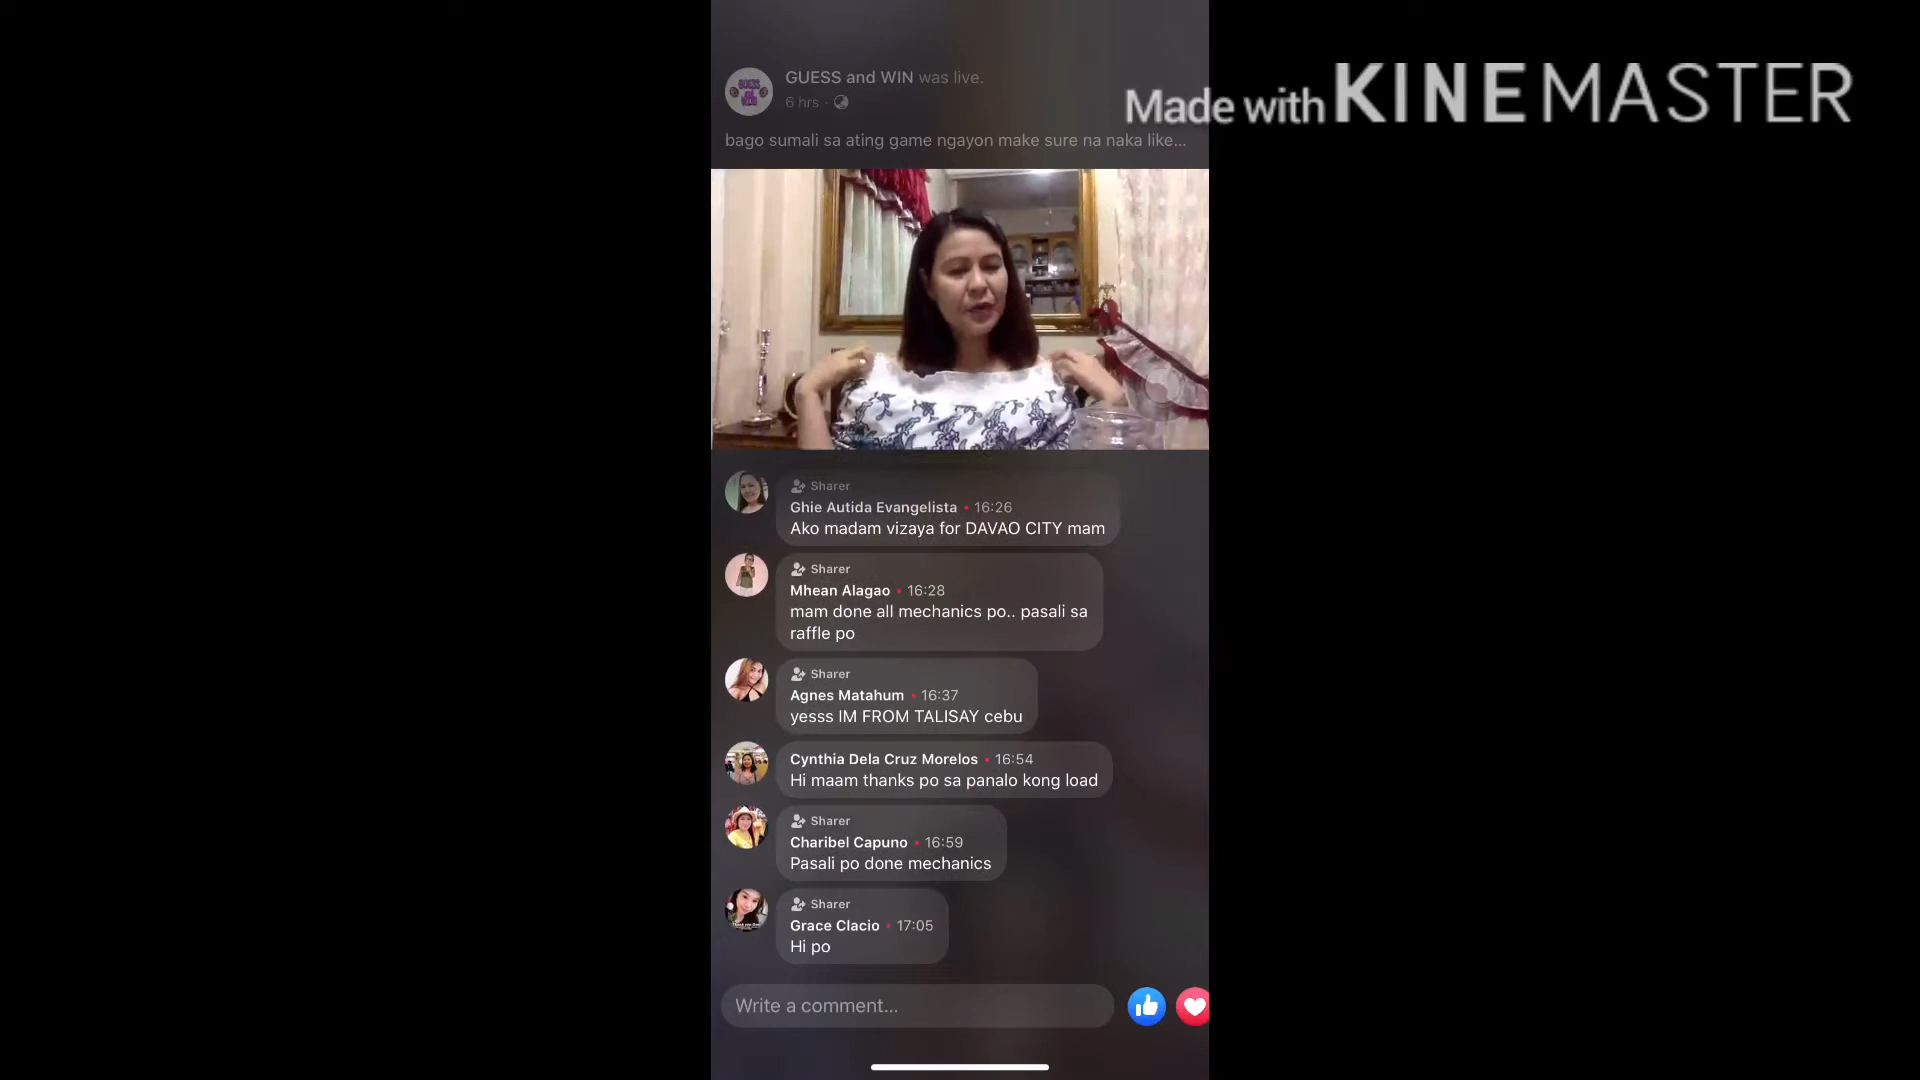 GUESS and WIN was live.
6 hrs ·
Made with KINEMASTER
bago sumali sa ating game ngayon make sure na naka like...
Sharer
Ghie Autida Evangelista • 16:26
Ako madam vizaya for DAVAO CITY mam
Sharer
Mhean Alagao • 16:28
mam done all mechanics po.. pasali sa
raffle po
Sharer
Agnes Matahum • 16:37
yesss IM FROM TALISAY cebu
Cynthia Dela Cruz Morelos • 16:54
Hi maam thanks po sa panalo kong load
Sharer
Charibel Capuno • 16:59
Pasali po done mechanics
Sharer
Grace Clacio • 17:05
Hi po
Write a comment...